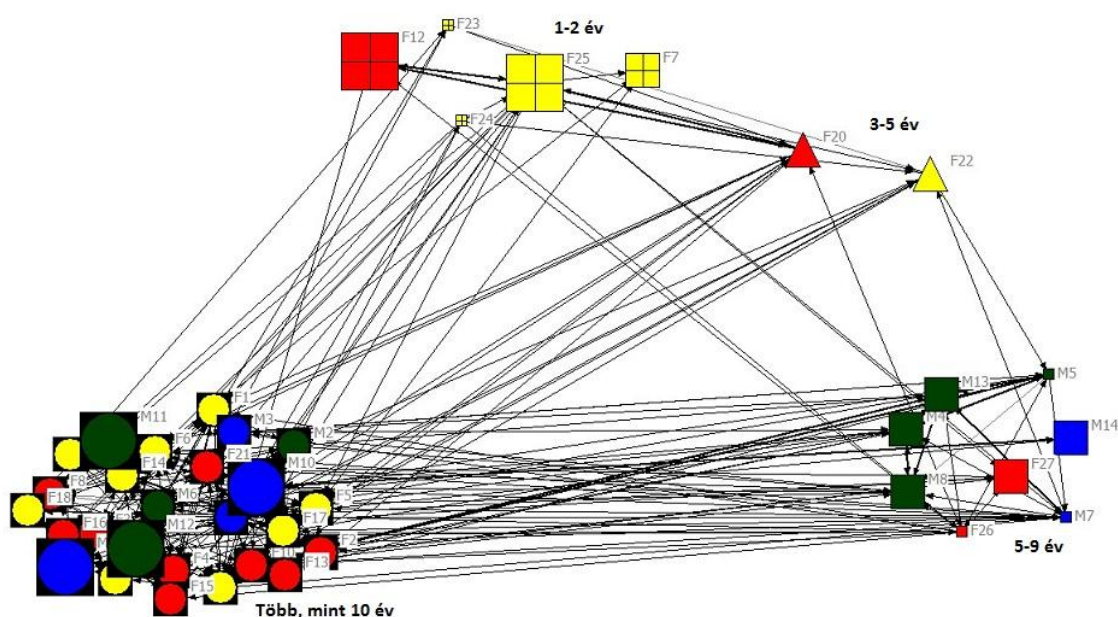 F23
1-2 év
F12
F25
F7
F24
3-5 év
F20
F22
M5
M13
M4
M14
F27
M8
M7
F26
5-9 év
F1
M11
M3
M2
F6
F21
F14
M10
F8
M6
F18
F5
F16
M12
F17
F2
F4
F10
F13
F15
Több, mint 10 év